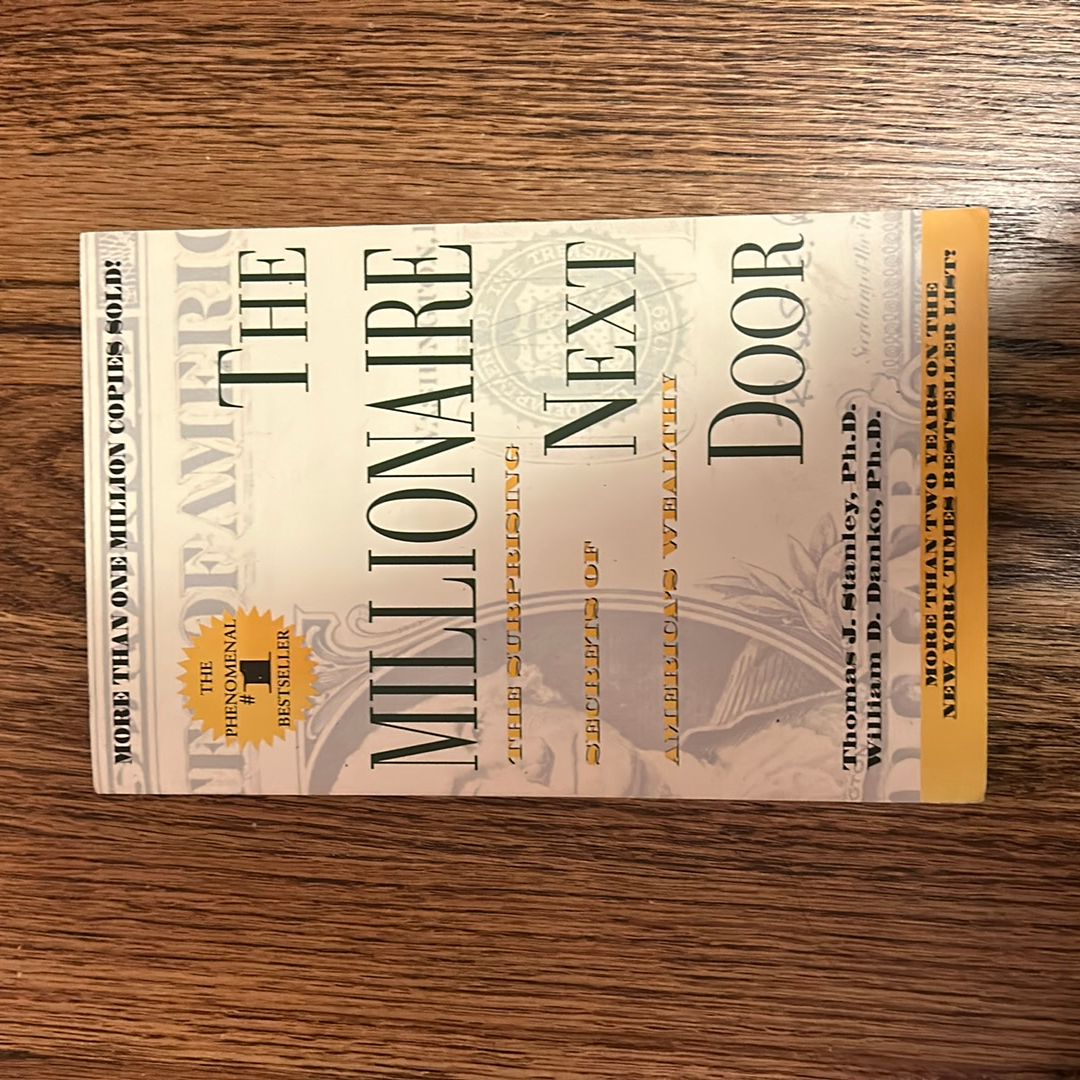 MORE THAN ONE MILLION COPIES SOLD!
THE
PHENOMENAL
#1
BESTSELLER
THE
MILLIONAIRE
THE SURPRISING
NEXT
SECRETS OF
AMERICA'S WEALTHY
DOOR
Thomas J. Stanley, Ph.D.
William D. Danko, Ph.D.
MORE THAN TWO YEARS ON THE
NEW YORK TIMES BESTSELLER LIST!